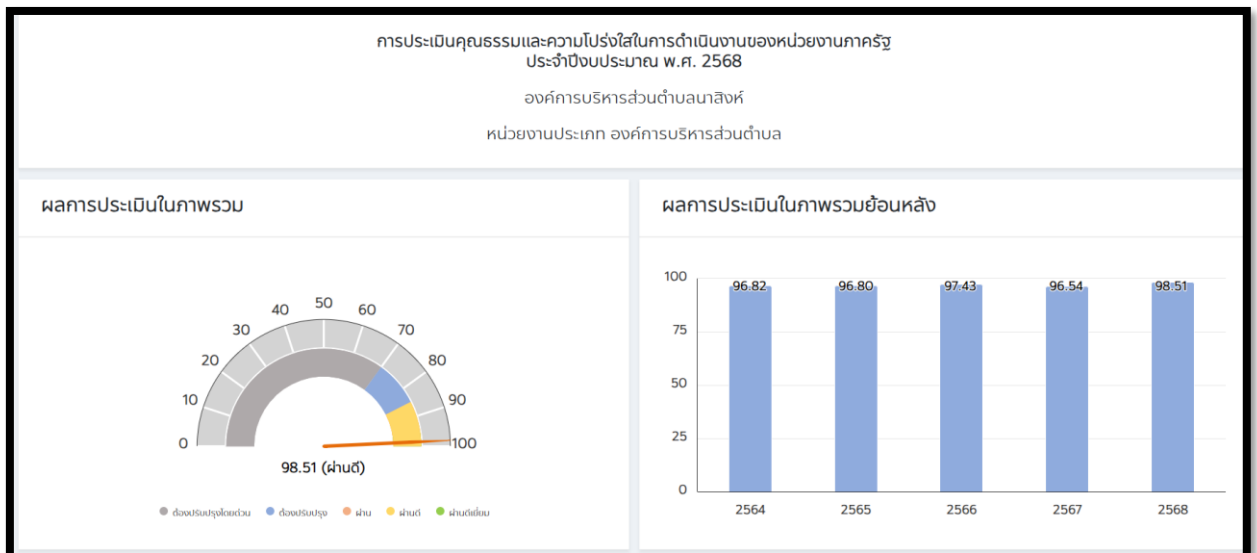 การประเมินคุณธรรมและความโปร่งใสในการดำเนินงานของหน่วยงานภาครัฐ
ประจำปีงบประมาณ พ.ศ. 2568
องค์การบริหารส่วนตำบลนาสิงห์
หน่วยงานประเภท องค์การบริหารส่วนตำบล
ผลการประเมินในภาพรวม
0
10
20
30
40
50
60
70
80
90
100
98.51 (ผ่านดี)
ต้องปรับปรุงโดยด่วน ต้องปรับปรุง ผ่าน ผ่านดี ผ่านดีเยี่ยม
ผลการประเมินในภาพรวมย้อนหลัง
100
75
50
25
0
96.82 96.80 97.43 96.54 98.51
2564 2565 2566 2567 2568